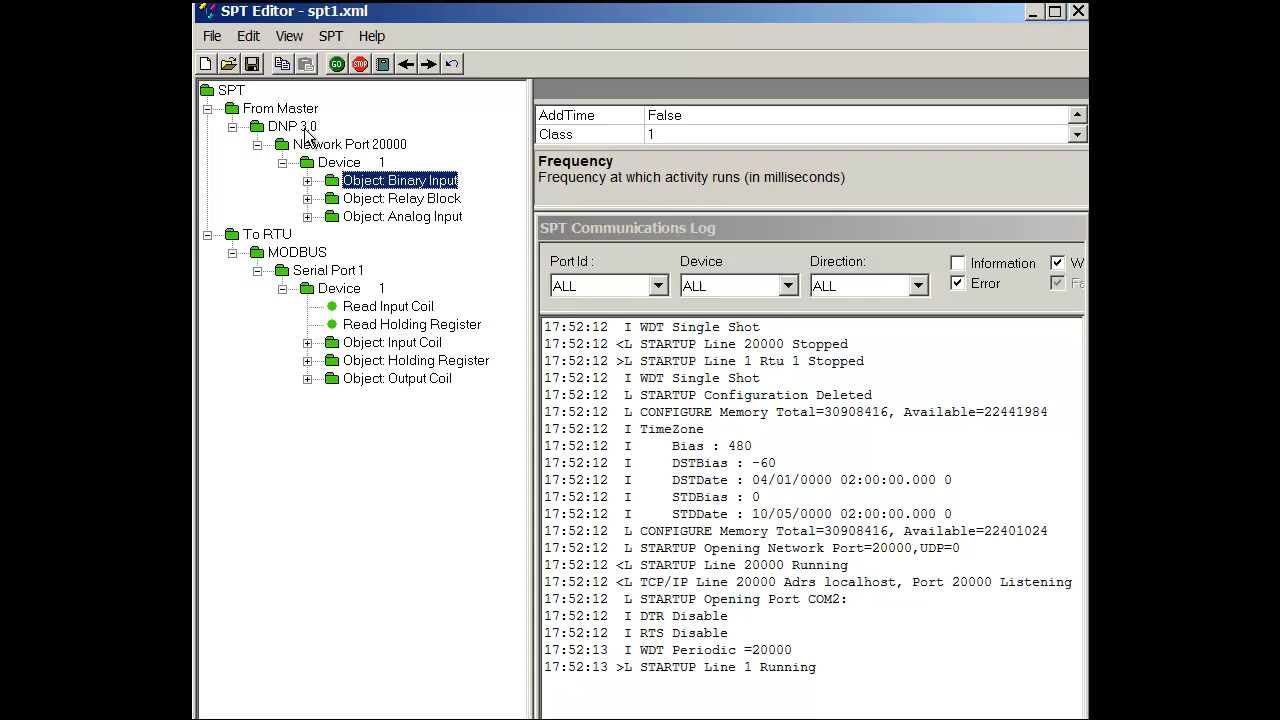 SPT Editor - spt1.xml
File Edit View SPT Help
GO STOP
SPT
From Master
DNP 3.0
Network Port 20000
Device 1
Object: Binary Input
Object: Relay Block
Object: Analog Input
To RTU
MODBUS
Serial Port 1
Device 1
Read Input Coil
Read Holding Register
Object: Input Coil
Object: Holding Register
Object: Output Coil
AddTime False
Class 1
Frequency
Frequency at which activity runs (in milliseconds)
SPT Communications Log
Port Id : Device Direction: Information W
ALL ALL ALL Error Fa
17:52:12 I WDT Single Shot
17:52:12 <L STARTUP Line 20000 Stopped
17:52:12 >L STARTUP Line 1 Rtu 1 Stopped
17:52:12 I WDT Single Shot
17:52:12 L STARTUP Configuration Deleted
17:52:12 L CONFIGURE Memory Total=30908416, Available=22441984
17:52:12 I TimeZone
17:52:12 I Bias : 480
17:52:12 I DSTBias : -60
17:52:12 I DSTDate : 04/01/0000 02:00:00.000 0
17:52:12 I STDBias : 0
17:52:12 I STDDate : 10/05/0000 02:00:00.000 0
17:52:12 L CONFIGURE Memory Total=30908416, Available=22401024
17:52:12 L STARTUP Opening Network Port=20000,UDP=0
17:52:12 <L STARTUP Line 20000 Running
17:52:12 <L TCP/IP Line 20000 Adrs localhost, Port 20000 Listening
17:52:12 L STARTUP Opening Port COM2:
17:52:12 I DTR Disable
17:52:12 I RTS Disable
17:52:13 I WDT Periodic =20000
17:52:13 >L STARTUP Line 1 Running